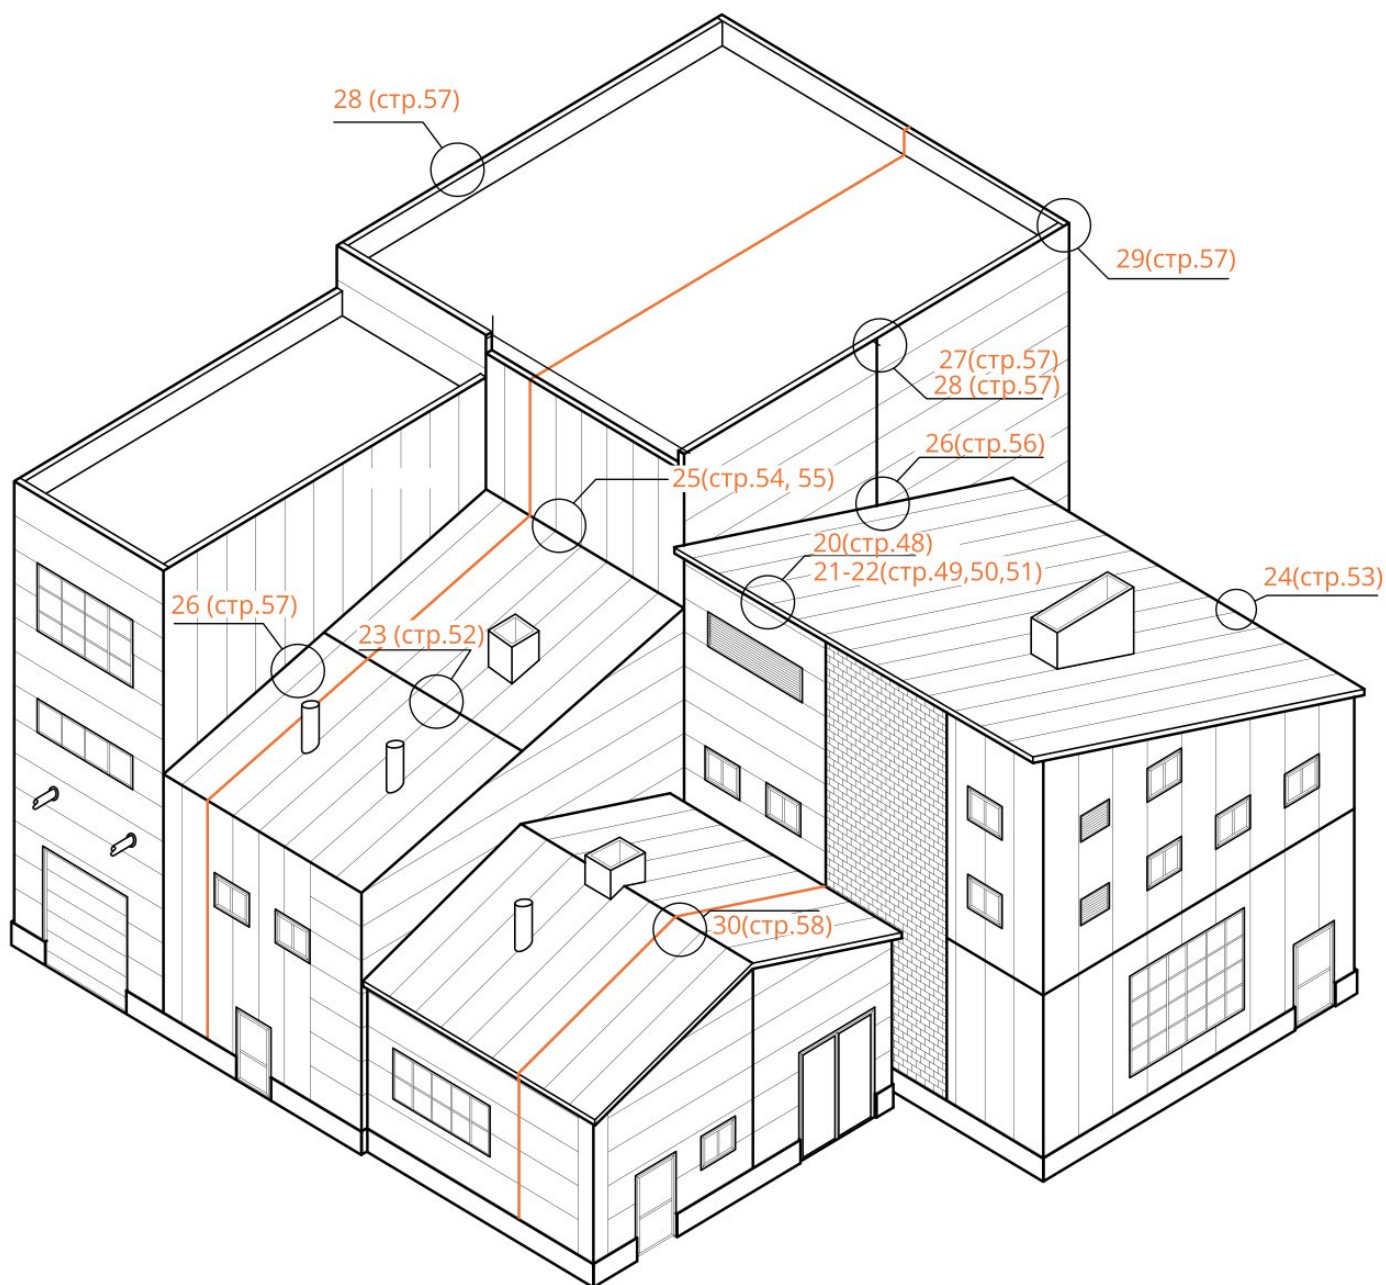 28 (стр.57)
29(стр.57)
27(стр.57)
28 (стр.57)
26(стр.56)
25(стр.54, 55)
20(стр.48)
21-22(стр.49,50,51)
24(стр.53)
26 (стр.57)
23 (стр.52)
30(стр.58)